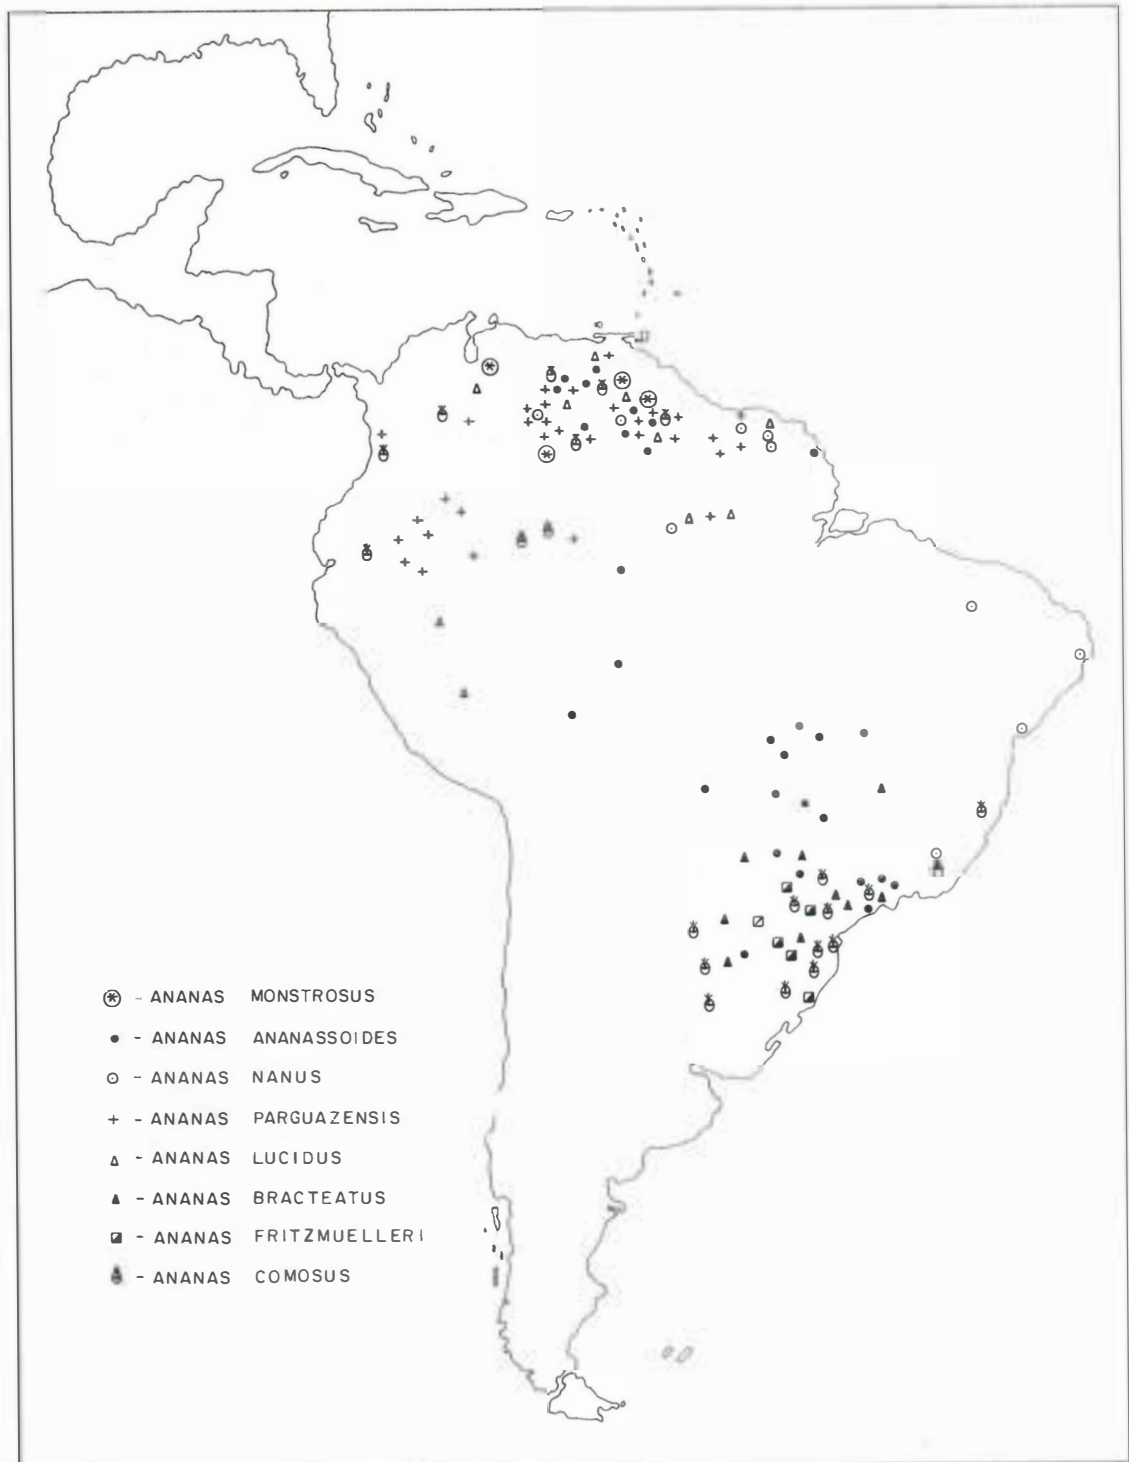 - ANANAS MONSTROSUS
- ANANAS ANANASSOIDES
- ANANAS NANUS
- ANANAS PARGUAZENSIS
- ANANAS LUCIDUS
- ANANAS BRACTEATUS
- ANANAS FRITZMUELLERI
- ANANAS COMOSUS